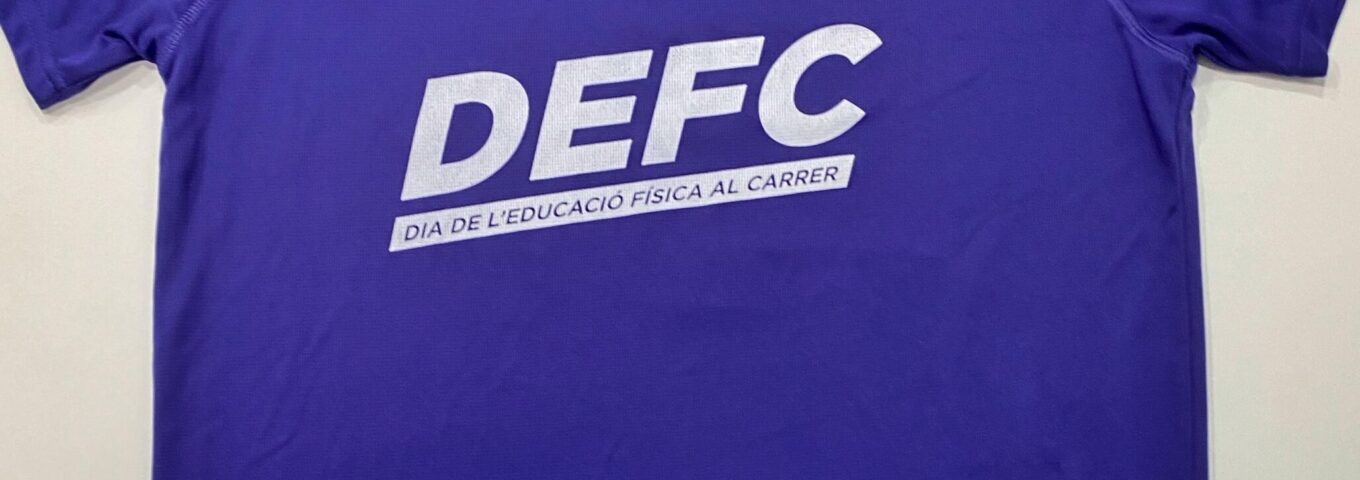 DEFC
DIA DE L'EDUCACIÓ FÍSICA AL CARRER